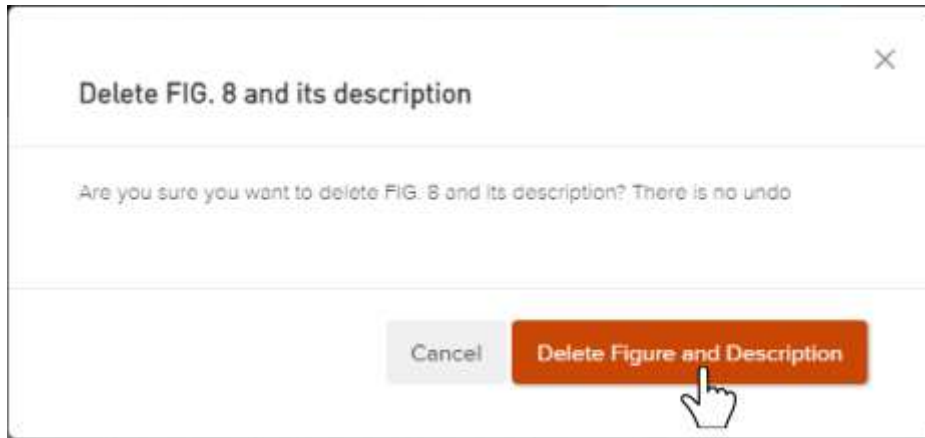 Delete FIG. 8 and its description
Are you sure you want to delete FIG. 8 and its description? There is no undo
Cancel
Delete Figure and Description